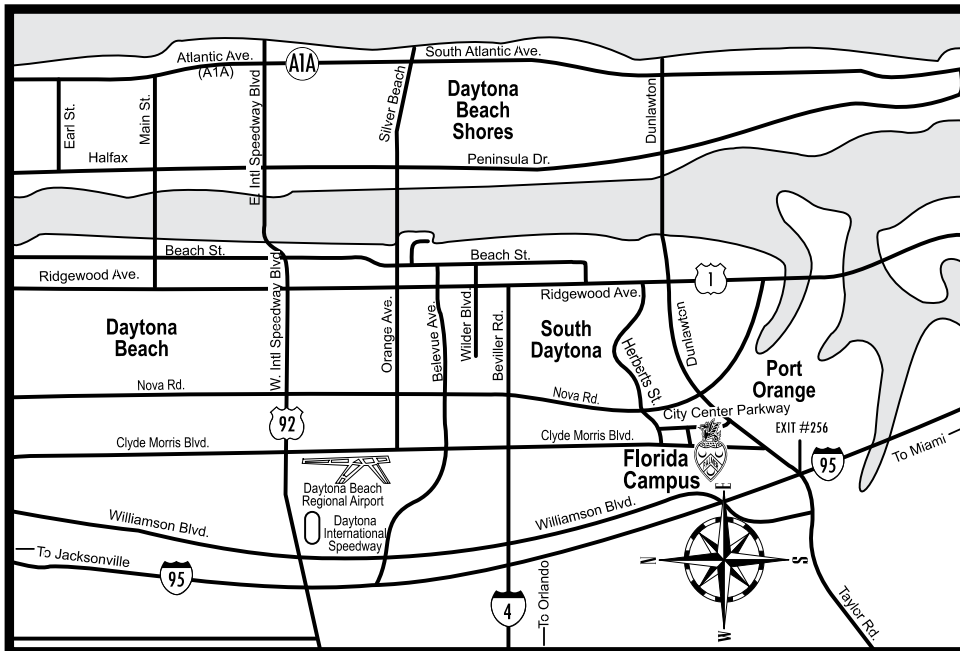 Atlantic Ave.
(A1A)
A1A
South Atlantic Ave.
Earl St.
Main St.
E. Intl Speedway Blvd
Silver Beach
Daytona
Beach
Shores
Dunlawton
Halfax
Peninsula Dr.
Beach St.
Beach St.
Ridgewood Ave.
Ridgewood Ave.
1
W. Intl Speedway Blvd
Orange Ave.
Belevue Ave.
Wilder Blvd.
Beviller Rd.
Daytona
Beach
South
Daytona
Herberts St.
Dunlawton
Port
Orange
Nova Rd.
Nova Rd.
City Center Parkway
92
EXIT #256
Clyde Morris Blvd.
Clyde Morris Blvd.
Florida
Campus
95
To Miami
Daytona Beach
Regional Airport
Daytona
International
Speedway
Williamson Blvd.
Williamson Blvd.
To Jacksonville
95
4
To Orlando
E
N
S
W
Taylcr Rd.